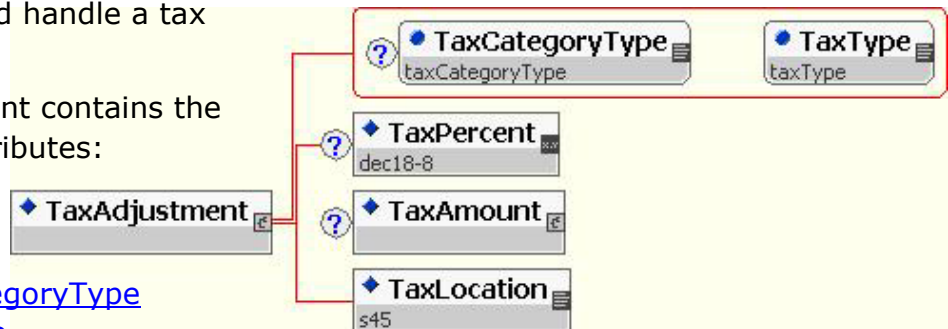 d handle a tax
nt contains the
ributes:
egoryType
? TaxCategoryType
taxCategoryType
TaxType
taxType
? TaxPercent x.x
dec18-8
TaxAdjustment
? TaxAmount
TaxLocation
s45